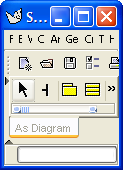 S...
F E V C Ar Ge Ci T H
As Diagram